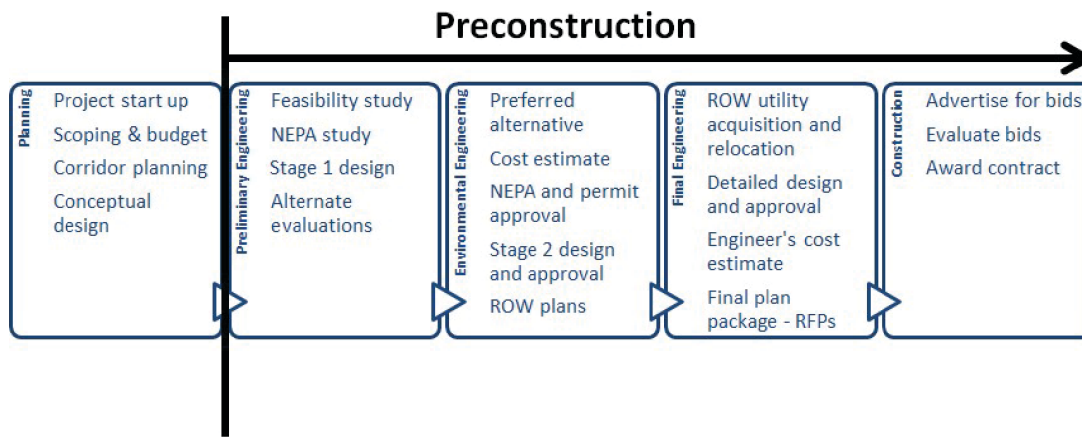 Preconstruction
Planning
Project start up
Scoping & budget
Corridor planning
Conceptual
design
Preliminary Engineering
Feasibility study
NEPA study
Stage 1 design
Alternate
evaluations
Environmental Engineering
Preferred
alternative
Cost estimate
NEPA and permit
approval
Stage 2 design
and approval
ROW plans
Final Engineering
ROW utility
acquisition and
relocation
Detailed design
and approval
Engineer's cost
estimate
Final plan
package - RFPs
Construction
Advertise for bids
Evaluate bids
Award contract